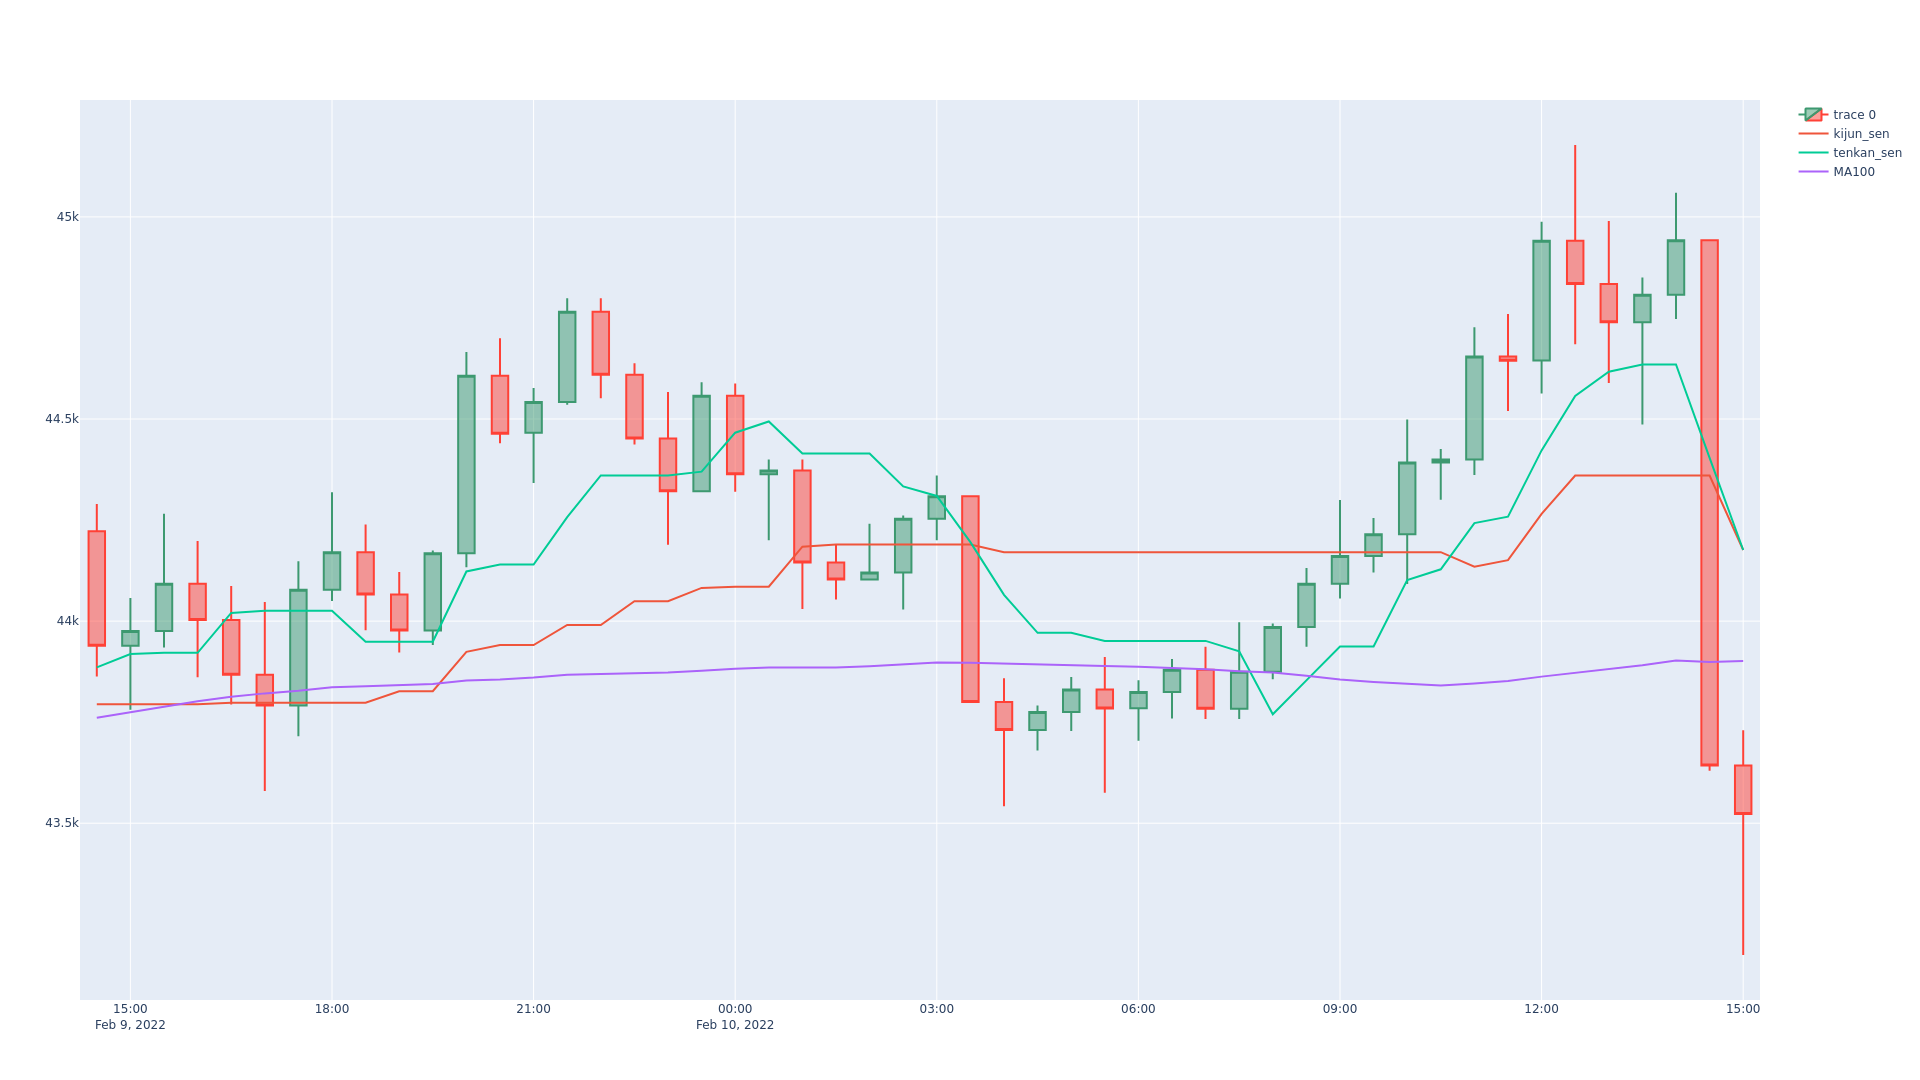 trace 0
kijun_sen
tenkan_sen
MA100
45k
44.5k
44k
43.5k
15:00 18:00 21:00 00:00 03:00 06:00 09:00 12:00 15:00
Feb 9, 2022 Feb 10, 2022